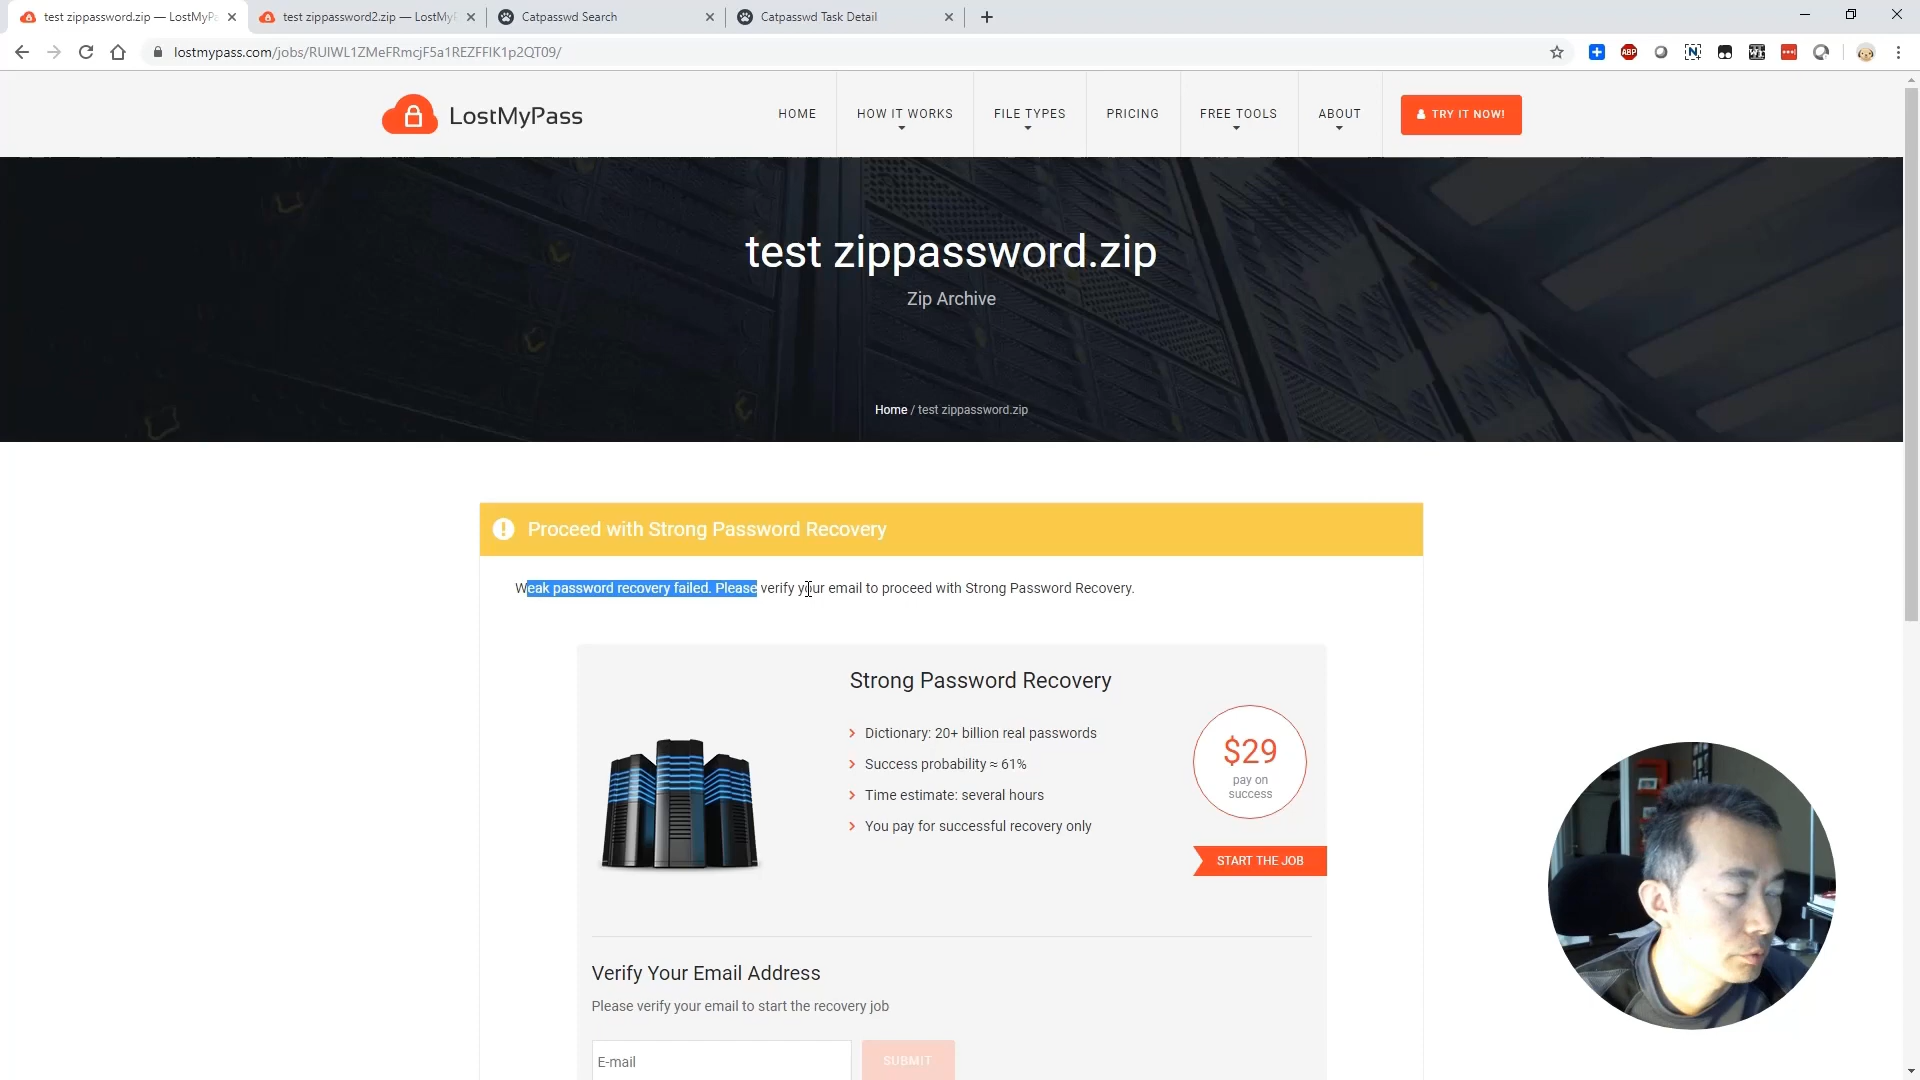 test zippassword.zip — LostMyPa
test zippassword2.zip — LostMyP
Catpasswd Search
Catpasswd Task Detail
lostmypass.com/jobs/RUlWL1ZMeFRmcjF5a1REZFFIK1p2QT09/
ABP
LostMyPass
HOME
HOW IT WORKS
FILE TYPES
PRICING
FREE TOOLS
ABOUT
TRY IT NOW!
test zippassword.zip
Zip Archive
Home / test zippassword.zip
Proceed with Strong Password Recovery
Weak password recovery failed. Please verify your email to proceed with Strong Password Recovery.
Strong Password Recovery
Dictionary: 20+ billion real passwords
Success probability ≈ 61%
Time estimate: several hours
You pay for successful recovery only
$29
pay on
success
START THE JOB
Verify Your Email Address
Please verify your email to start the recovery job
E-mail
SUBMIT